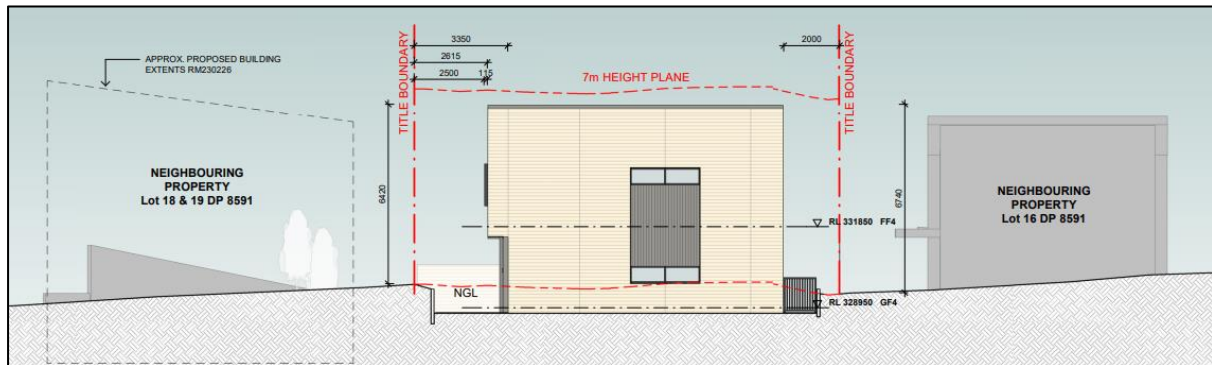 APPROX. PROPOSED BUILDING
EXTENTS RM230226
NEIGHBOURING
PROPERTY
Lot 18 & 19 DP 8591
TITLE BOUNDARY
3350
2615
2500
115
7m HEIGHT PLANE
2000
TITLE BOUNDARY
6420
6740
NGL
RL 331850 FF4
RL 328950 GF4
NEIGHBOURING
PROPERTY
Lot 16 DP 8591